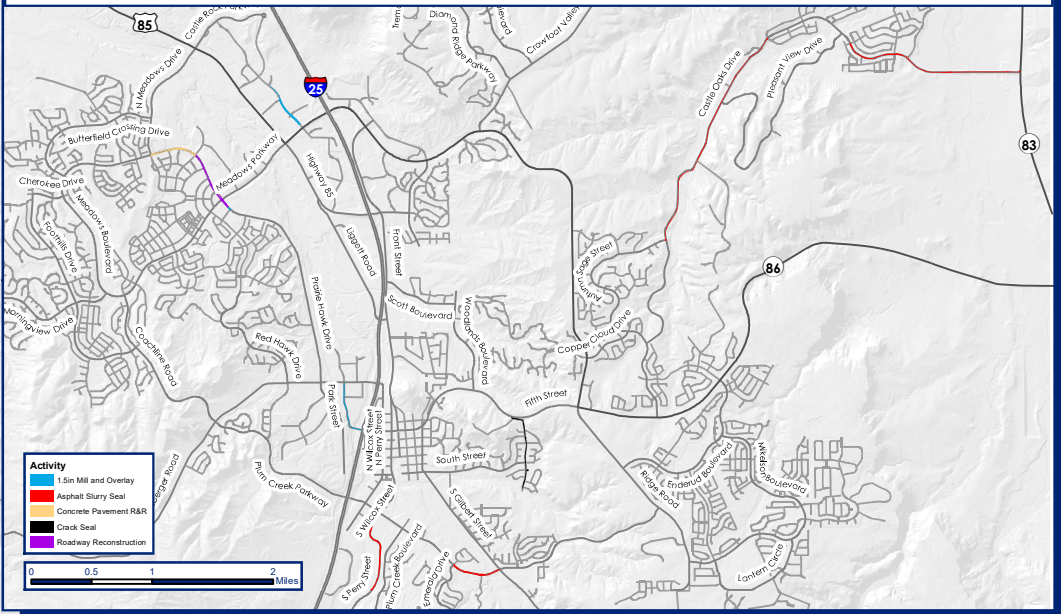 85
Castle Rock Parkway
Diamond Ridge Parkway
Crowfoot Valley
25
N Meadows Drive
Castle Oaks Drive
Pleasant View Drive
83
Butterfield Crossing Drive
Meadows Parkway
Highway 85
Cherokee Drive
Meadows Boulevard
Foothills Drive
Liggett Road
Front Street
Autumn Sage Street
86
Prairie Hawk Drive
Scott Boulevard
Woodlands Boulevard
Morningview Drive
Coachline Road
Red Hawk Drive
Copper Cloud Drive
Park Street
Fifth Street
N Wilcox Street
N Perry Street
South Street
Enderud Boulevard
Mikelson Boulevard
Ridge Road
Plum Creek Parkway
S Wilcox Street
S Gilbert Street
S Perry Street
Plum Creek Boulevard
Emerald Drive
Lantern Circle
Activity
1.5in Mill and Overlay
Asphalt Slurry Seal
Concrete Pavement R&R
Crack Seal
Roadway Reconstruction
0 0.5 1 2
Miles